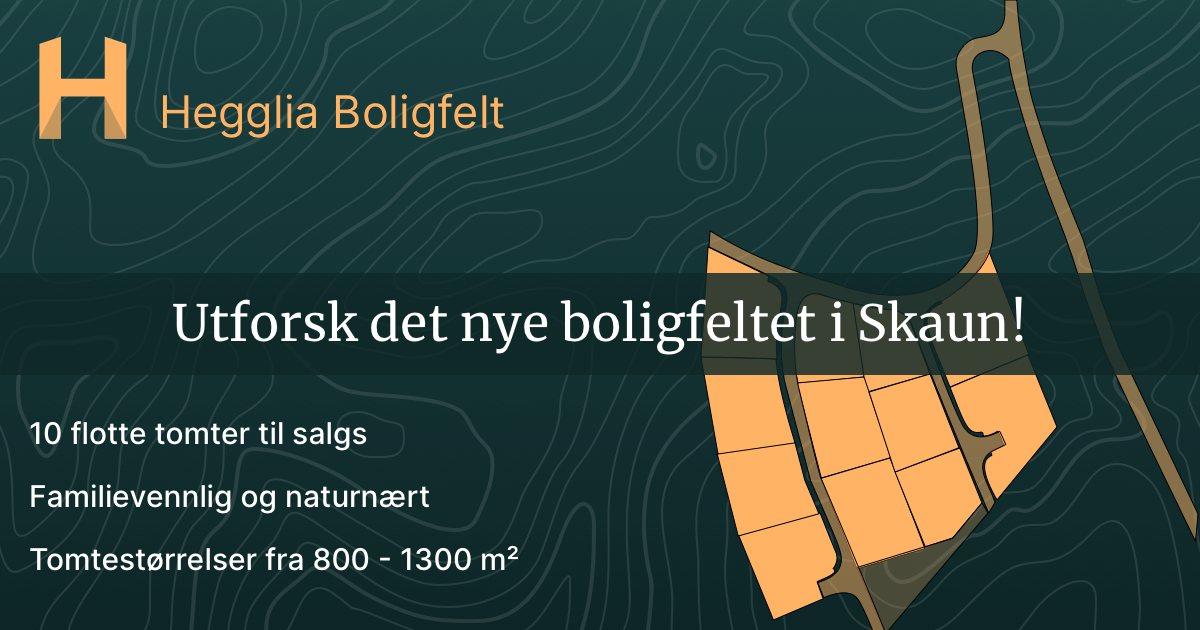 H
Hegglia Boligfelt
Utforsk det nye boligfeltet i Skaun!
10 flotte tomter til salgs
Familievennlig og naturnært
Tomtestørrelser fra 800 - 1300 m²